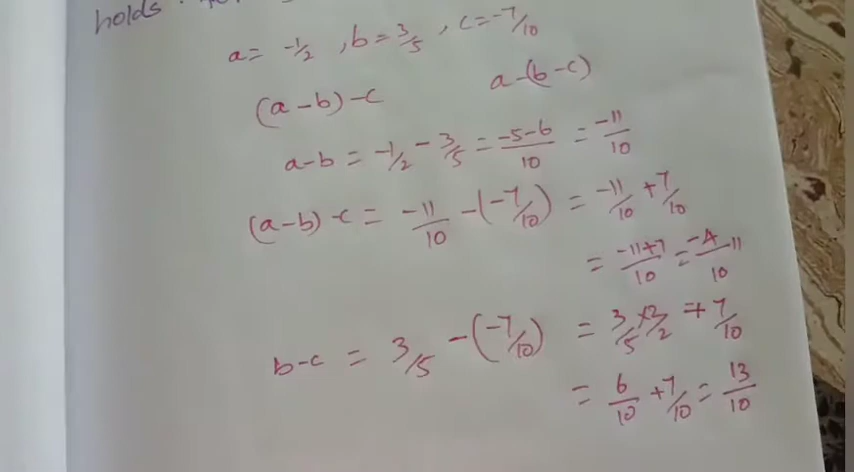 holds.
a = -1/2 , b = 3/5 , c = -7/10
(a-b)-c a-(b-c)
a-b = -1/2 - 3/5 = -5-6/10 = -11/10
(a-b)-c = -11/10 -(-7/10) = -11/10 + 7/10
= -11+7/10 = -4/10
b-c = 3/5 -(-7/10) = 3/5 × 2/2 + 7/10
= 6/10 + 7/10 = 13/10